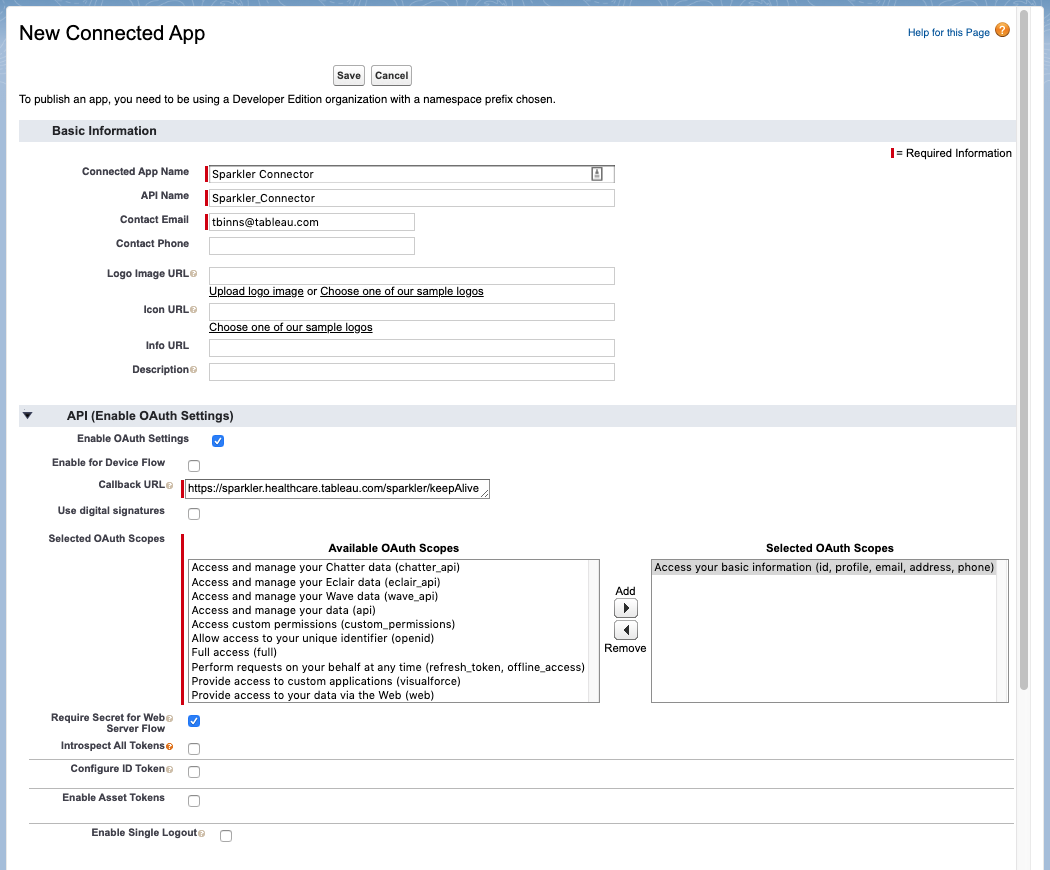 New Connected App
Help for this Page ?
Save Cancel
To publish an app, you need to be using a Developer Edition organization with a namespace prefix chosen.
Basic Information
= Required Information
Connected App Name Sparkler Connector
API Name Sparkler_Connector
Contact Email tbinns@tableau.com
Contact Phone
Logo Image URL ?
Upload logo image or Choose one of our sample logos
Icon URL ?
Choose one of our sample logos
Info URL
Description ?
API (Enable OAuth Settings)
Enable OAuth Settings
Enable for Device Flow
Callback URL ? https://sparkler.healthcare.tableau.com/sparkler/keepAlive
Use digital signatures
Selected OAuth Scopes
Available OAuth Scopes
Access and manage your Chatter data (chatter_api)
Access and manage your Eclair data (eclair_api)
Access and manage your Wave data (wave_api)
Access and manage your data (api)
Access custom permissions (custom_permissions)
Allow access to your unique identifier (openid)
Full access (full)
Perform requests on your behalf at any time (refresh_token, offline_access)
Provide access to custom applications (visualforce)
Provide access to your data via the Web (web)
Add
Remove
Selected OAuth Scopes
Access your basic information (id, profile, email, address, phone)
Require Secret for Web ?
Server Flow
Introspect All Tokens ?
Configure ID Token ?
Enable Asset Tokens
Enable Single Logout ?